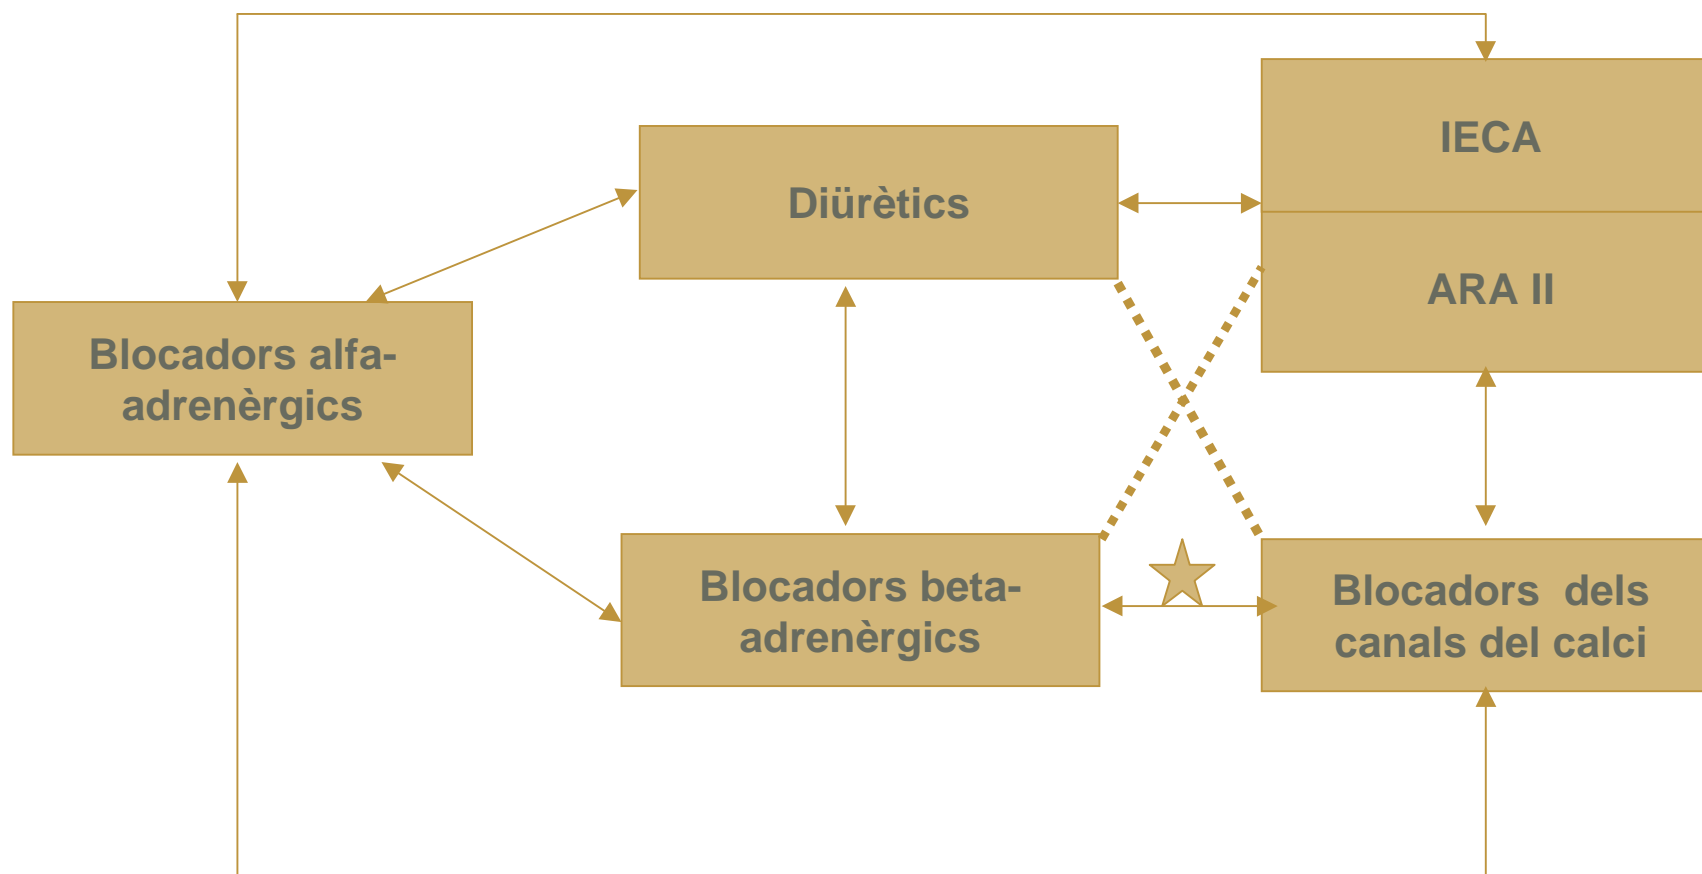 IECA
Diürètics
ARA II
Blocadors alfa-
adrenèrgics
Blocadors beta-
adrenèrgics
Blocadors dels
canals del calci